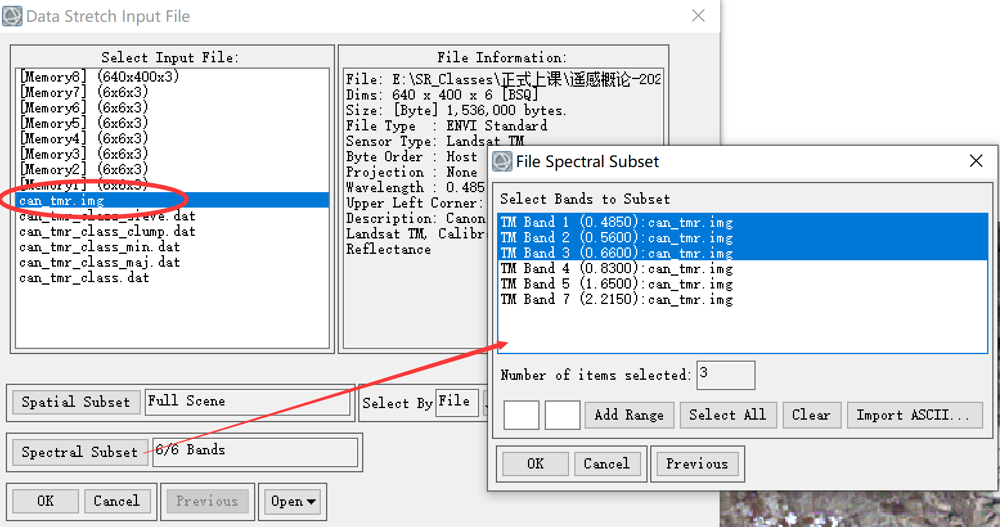 Data Stretch Input File
Select Input File:
[Memory8] (640x400x3)
[Memory7] (6x6x3)
[Memory6] (6x6x3)
[Memory5] (6x6x3)
[Memory4] (6x6x3)
[Memory3] (6x6x3)
[Memory2] (6x6x3)
[Memory1] (6x6x3)
can_tmr.img
can_tmr_class_sieve.dat
can_tmr_class_clump.dat
can_tmr_class_min.dat
can_tmr_class_maj.dat
can_tmr_class.dat
File Information:
File: E:\SR_Classes\正式上课\遥感概论-202
Dims: 640 x 400 x 6 [BSQ]
Size: [Byte] 1,536,000 bytes.
File Type : ENVI Standard
Sensor Type: Landsat TM
Byte Order : Host
Projection : None
Wavelength : 0.485
Upper Left Corner:
Description: Canon
Landsat TM, Calibr
Reflectance
Spatial Subset Full Scene
Select By File
Spectral Subset 6/6 Bands
OK Cancel Previous Open
File Spectral Subset
Select Bands to Subset
TM Band 1 (0.4850):can_tmr.img
TM Band 2 (0.5600):can_tmr.img
TM Band 3 (0.6600):can_tmr.img
TM Band 4 (0.8300):can_tmr.img
TM Band 5 (1.6500):can_tmr.img
TM Band 7 (2.2150):can_tmr.img
Number of items selected: 3
Add Range Select All Clear Import ASCII...
OK Cancel Previous